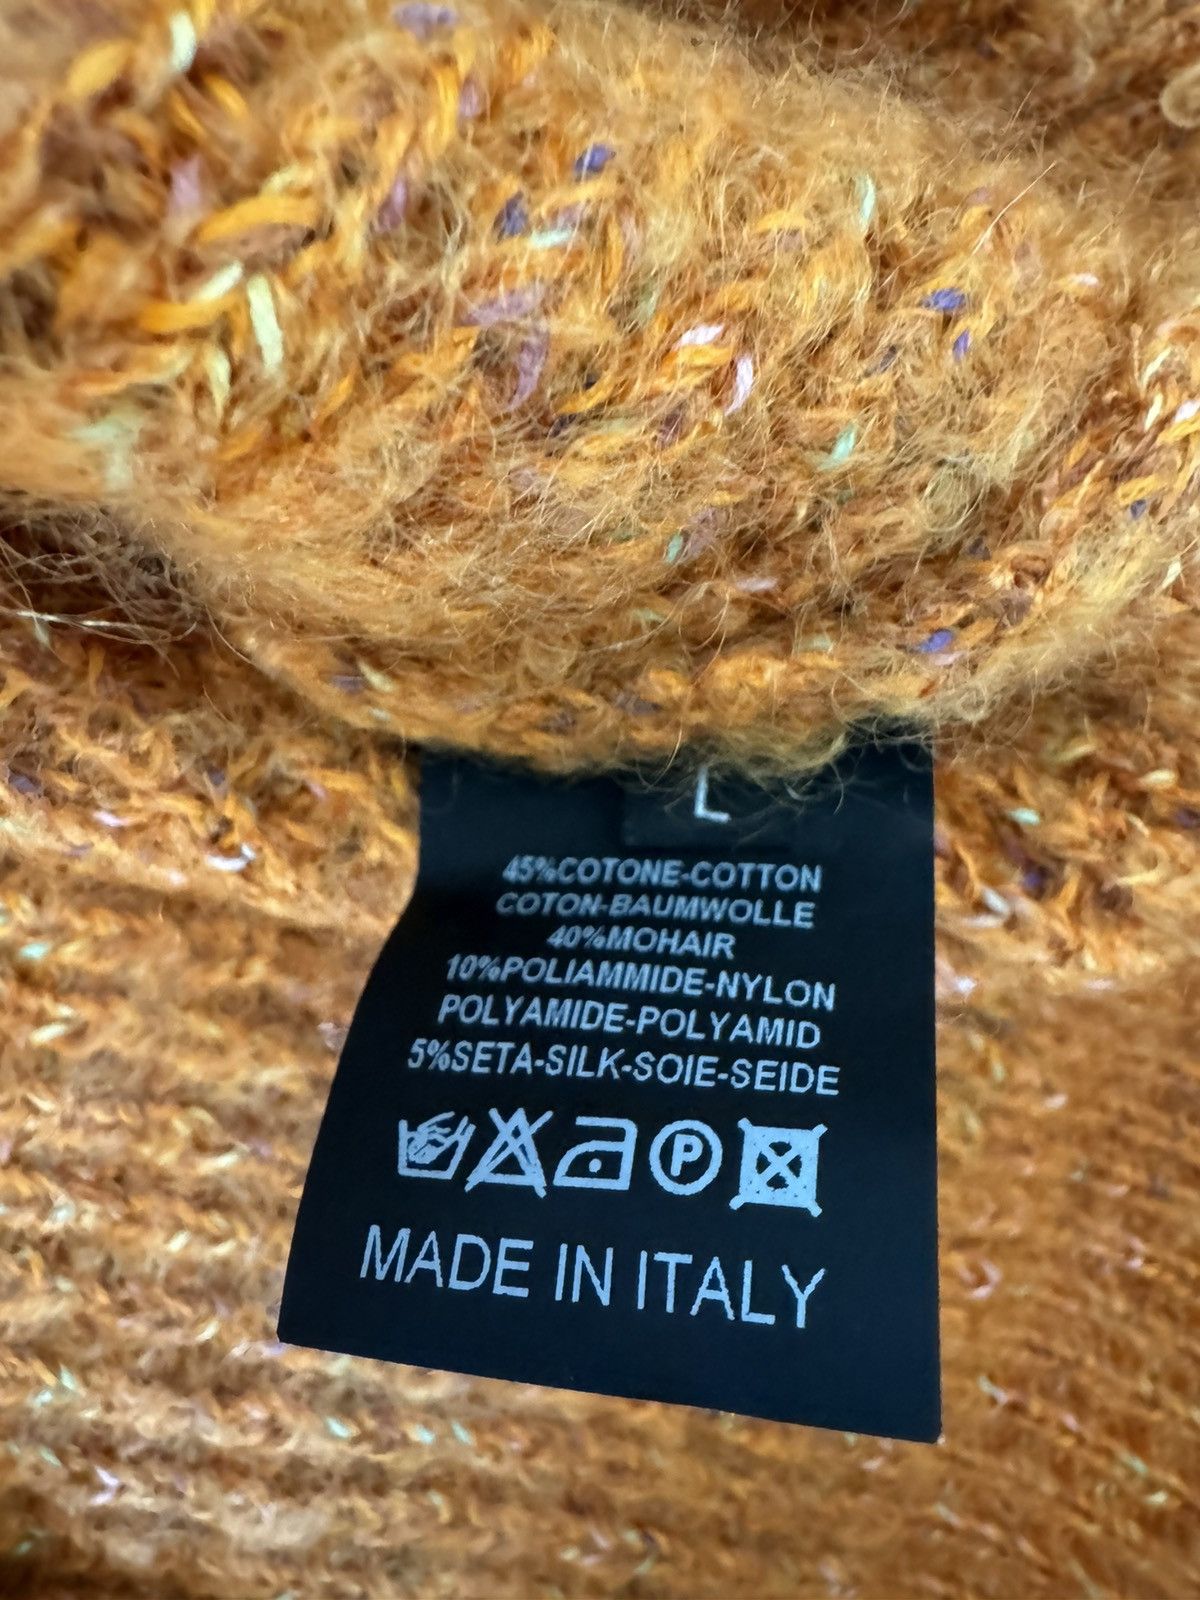 L
45%COTONE-COTTON
COTON-BAUMWOLLE
40%MOHAIR
10%POLIAMMIDE-NYLON
POLYAMIDE-POLYAMID
5%SETA-SILK-SOIE-SEIDE
P
MADE IN ITALY